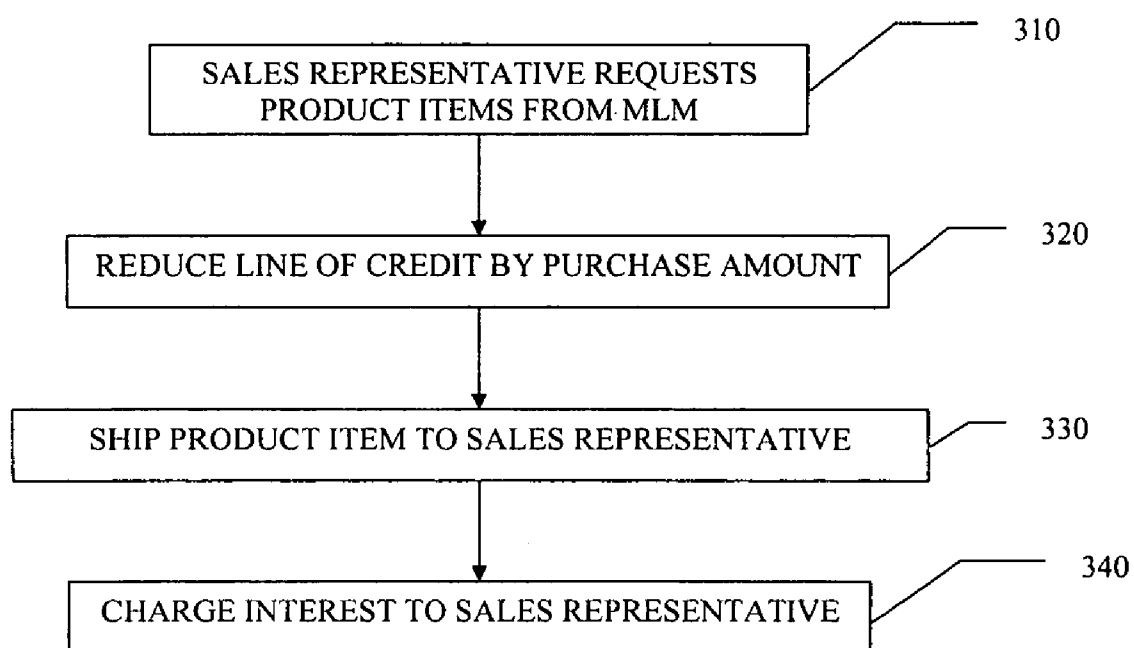 310
SALES REPRESENTATIVE REQUESTS
PRODUCT ITEMS FROM MLM
320
REDUCE LINE OF CREDIT BY PURCHASE AMOUNT
330
SHIP PRODUCT ITEM TO SALES REPRESENTATIVE
340
CHARGE INTEREST TO SALES REPRESENTATIVE